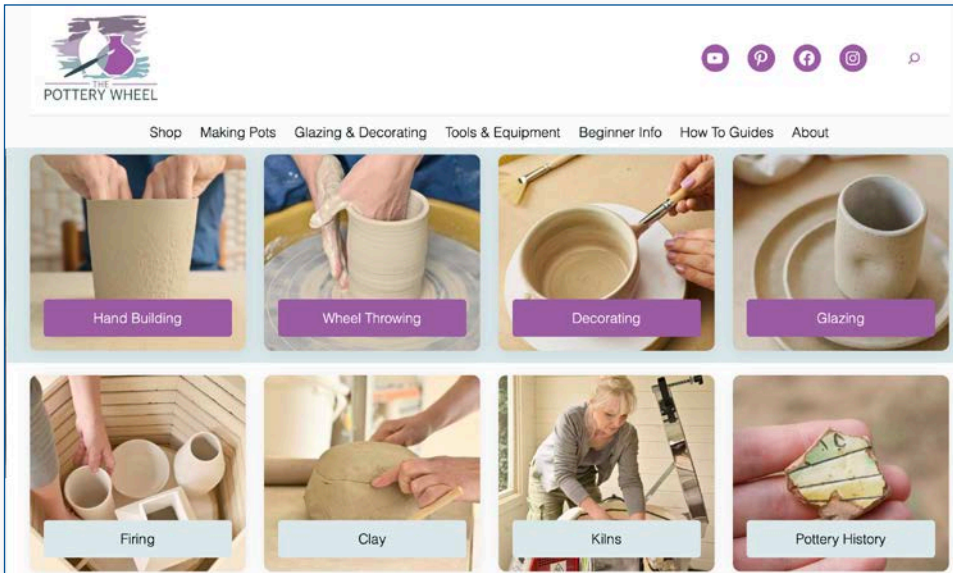 THE
POTTERY WHEEL
Shop Making Pots Glazing & Decorating Tools & Equipment Beginner Info How To Guides About
Hand Building Wheel Throwing Decorating Glazing
Firing Clay Kilns Pottery History